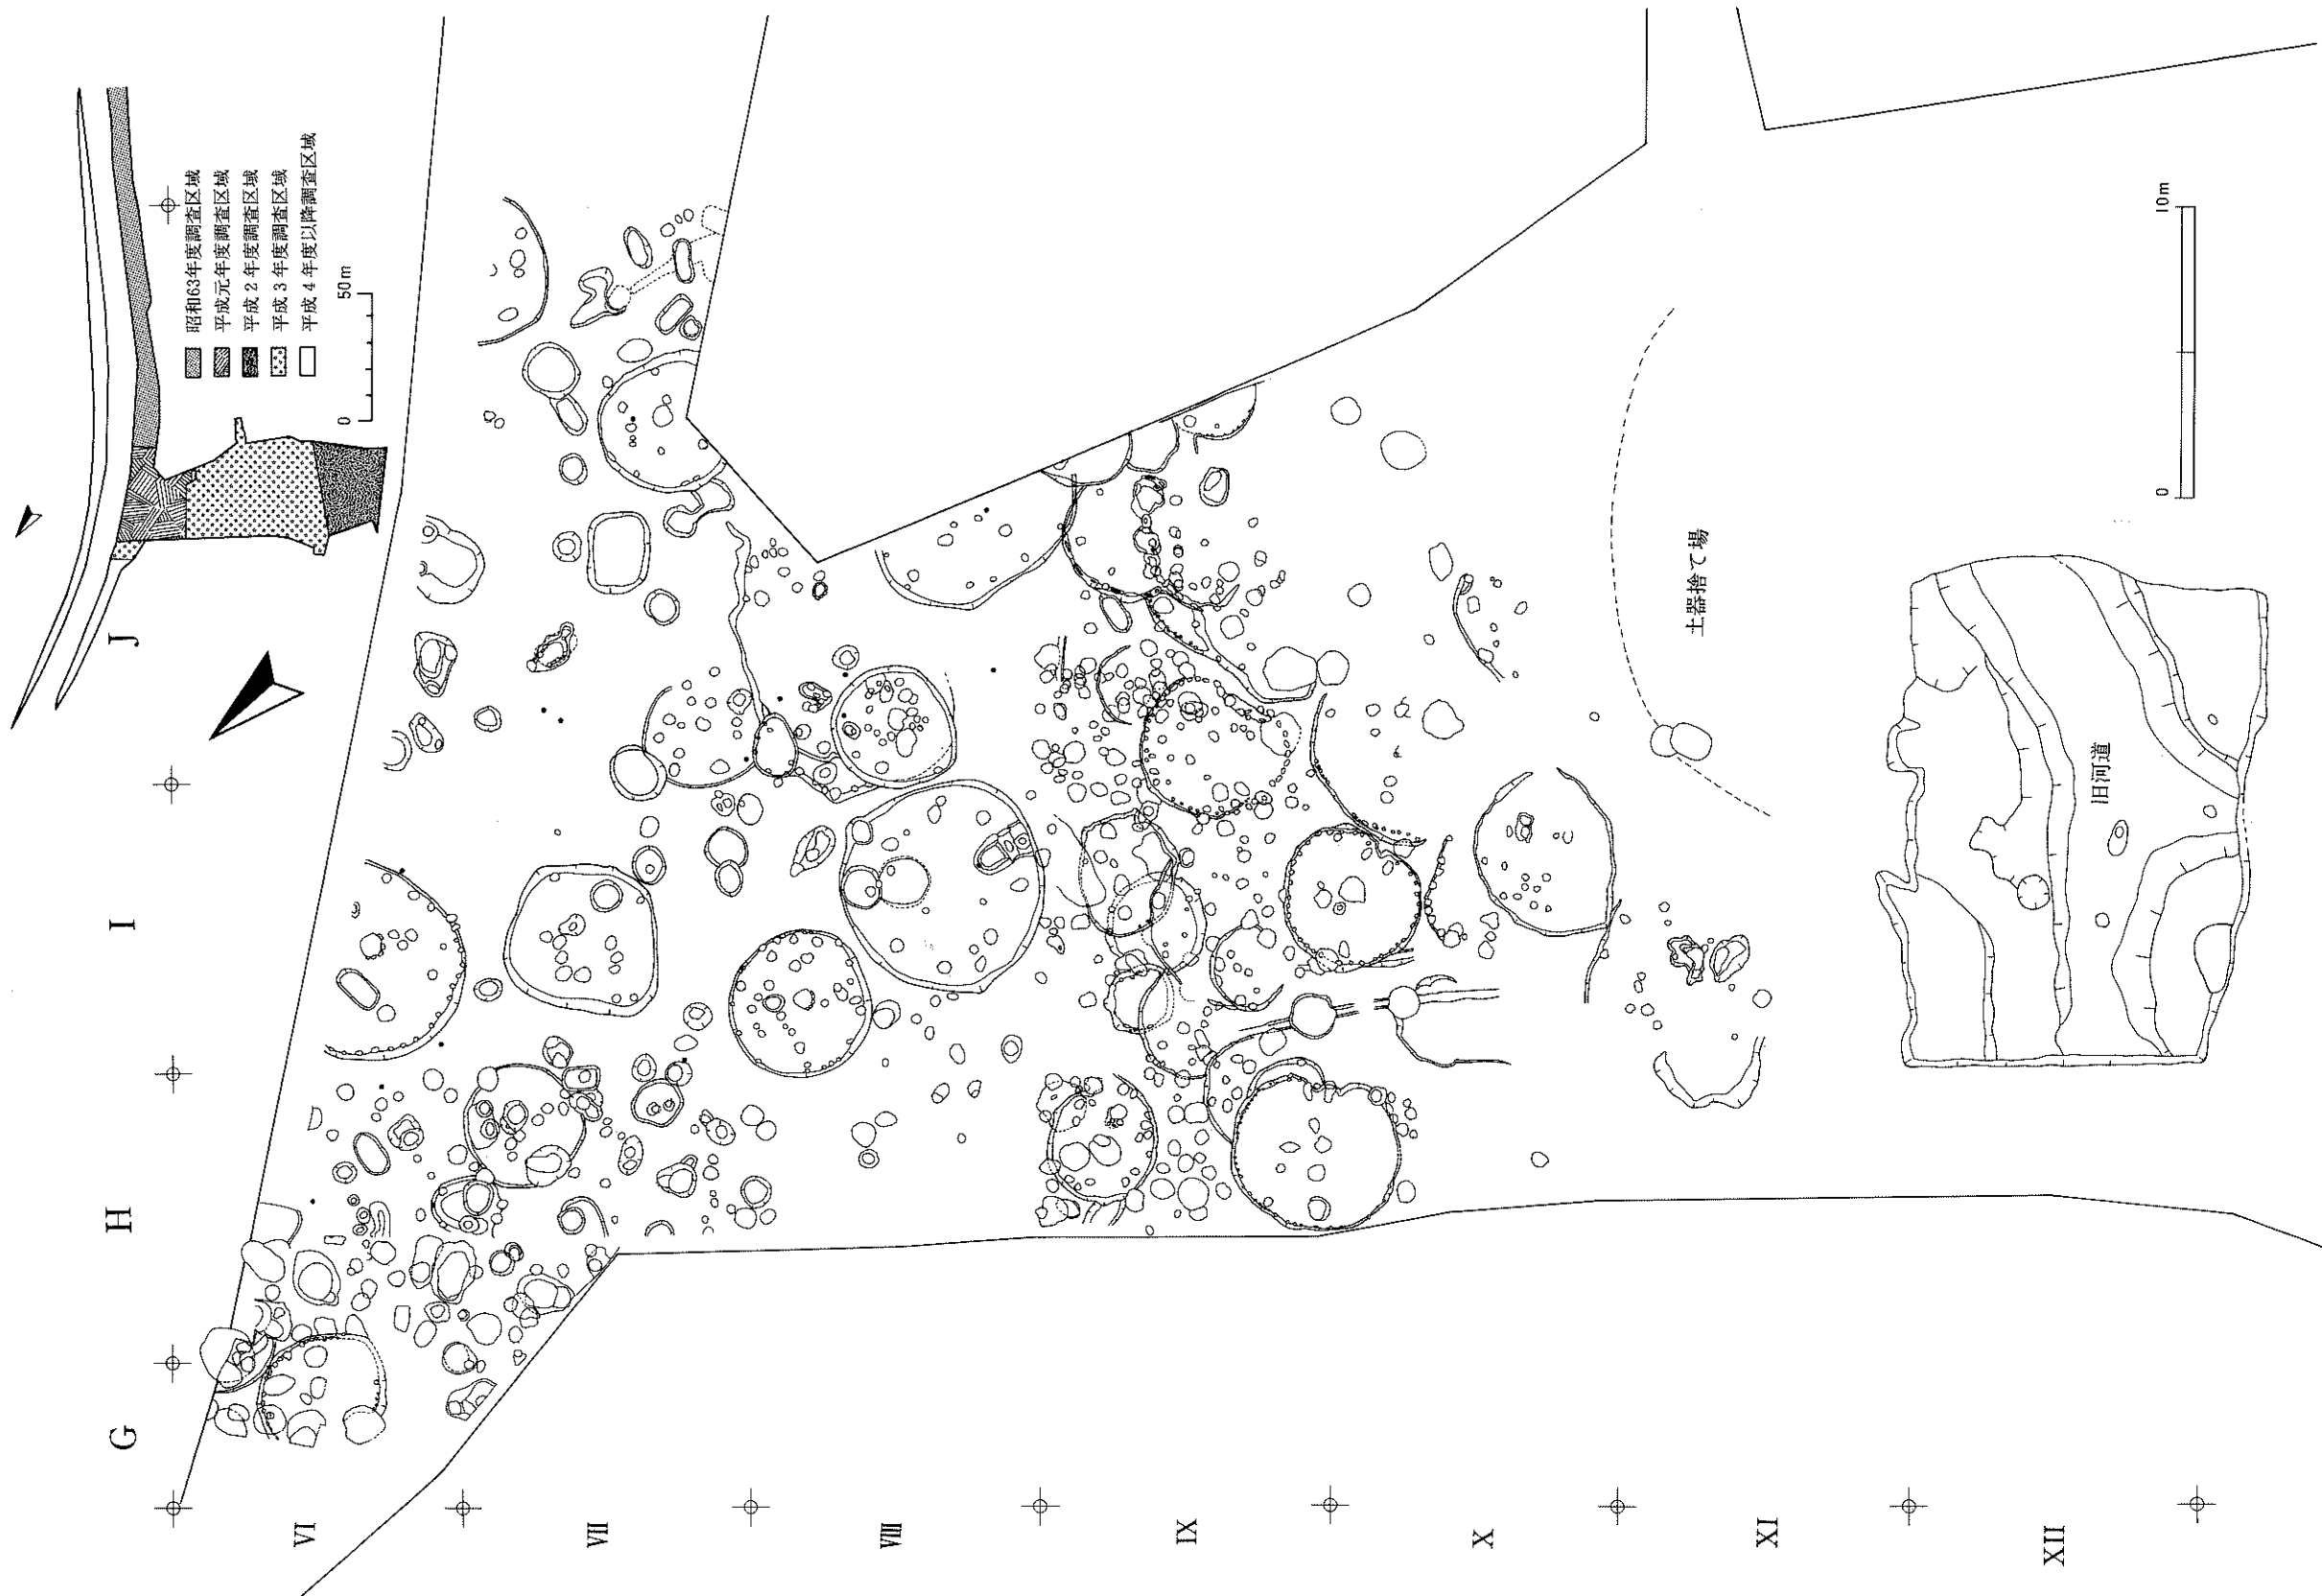 昭和63年度調査区域
平成元年度調査区域
平成2年度調査区域
平成3年度調査区域
平成4年度以降調査区域
0
50m
J
I
H
G
VI
VII
VIII
IX
X
XI
XII
土器捨て場
旧河道
0
10m